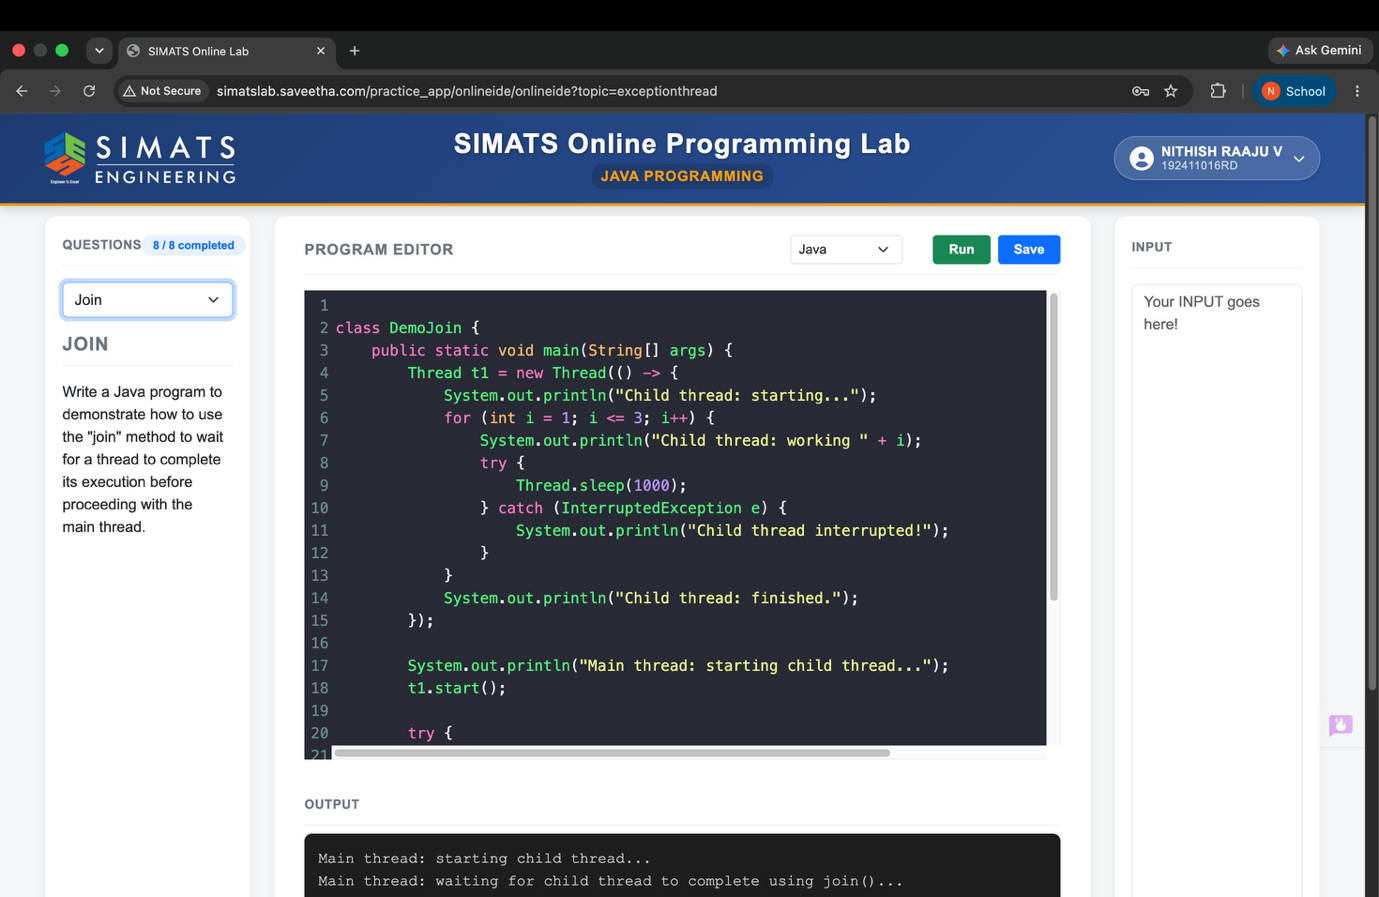 SIMATS Online Lab
Ask Gemini
Not Secure
simatslab.saveetha.com/practice_app/onlineide/onlineide?topic=exceptionthread
N School
SIMATS
ENGINEERING
Engineer to Excel
SIMATS Online Programming Lab
JAVA PROGRAMMING
NITHISH RAAJU V
192411016RD
QUESTIONS 8 / 8 completed
Join
JOIN
Write a Java program to
demonstrate how to use
the "join" method to wait
for a thread to complete
its execution before
proceeding with the
main thread.
PROGRAM EDITOR
Java
Run
Save
1
2 class DemoJoin {
3     public static void main(String[] args) {
4         Thread t1 = new Thread(() -> {
5             System.out.println("Child thread: starting...");
6             for (int i = 1; i <= 3; i++) {
7                 System.out.println("Child thread: working " + i);
8                 try {
9                     Thread.sleep(1000);
10                 } catch (InterruptedException e) {
11                     System.out.println("Child thread interrupted!");
12                 }
13             }
14             System.out.println("Child thread: finished.");
15         });
16
17         System.out.println("Main thread: starting child thread...");
18         t1.start();
19
20         try {
21
OUTPUT
Main thread: starting child thread...
Main thread: waiting for child thread to complete using join()...
INPUT
Your INPUT goes
here!